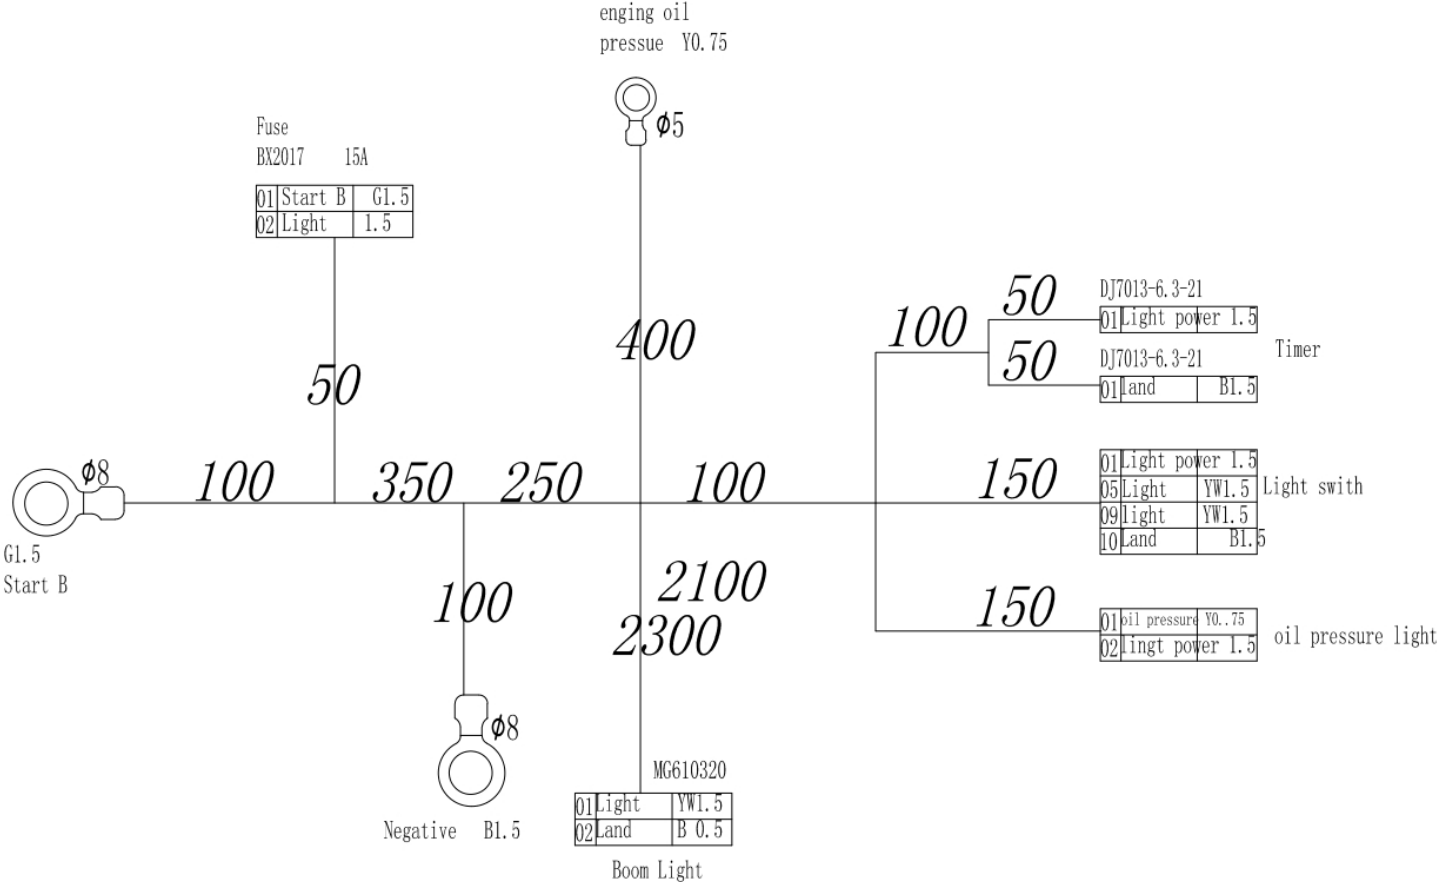 enging oil
pressue Y0.75
ϕ5
Fuse
BX2017 15A
01 Start B G1.5
02 Light 1.5
50
400
100
50
50
DJ7013-6.3-21
01 Light power 1.5
DJ7013-6.3-21
01 land B1.5
Timer
ϕ8
G1.5
Start B
100
350
250
100
150
01 Light power 1.5
05 Light YW1.5
09 light YW1.5
10 Land B1.5
Light swith
100
2100
2300
150
01 oil pressure Y0..75
02 lingt power 1.5
oil pressure light
ϕ8
Negative B1.5
MG610320
01 Light YW1.5
02 Land B 0.5
Boom Light